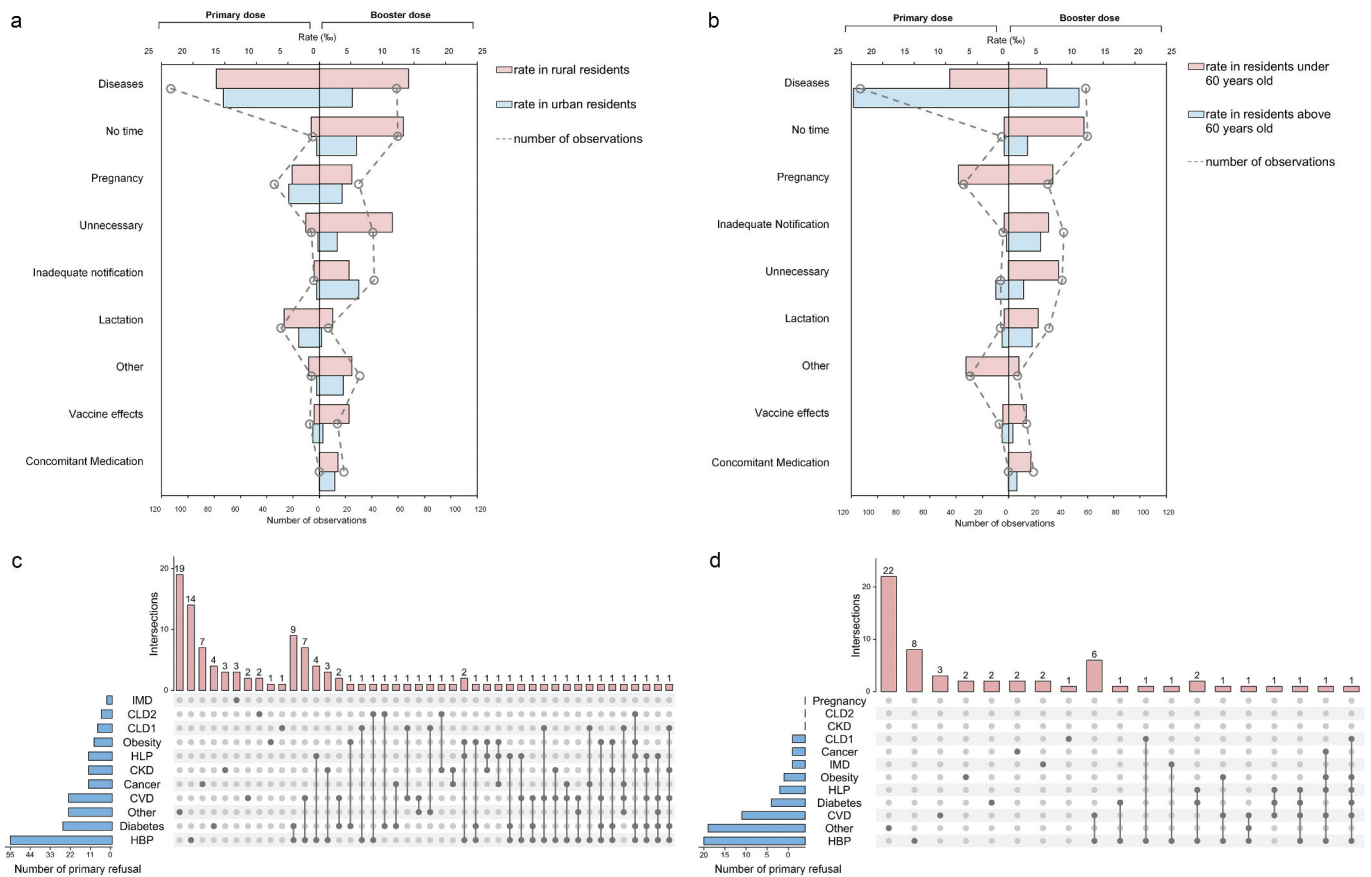 a
Primary dose Booster dose
Rate (‰)
25 20 15 10 5 0 5 10 15 20 25
Diseases
No time
Pregnancy
Unnecessary
Inadequate notification
Lactation
Other
Vaccine effects
Concomitant Medication
120 100 80 60 40 20 0 20 40 60 80 100 120
Number of observations
rate in rural residents
rate in urban residents
number of observations
b
Primary dose Booster dose
Rate (‰)
25 20 15 10 5 0 5 10 15 20 25
Diseases
No time
Pregnancy
Inadequate Notification
Unnecessary
Lactation
Other
Vaccine effects
Concomitant Medication
120 100 80 60 40 20 0 20 40 60 80 100 120
Number of observations
rate in residents under
60 years old
rate in residents above
60 years old
number of observations
c
Intersections
20
10
0
19 14 7 4 3 3 2 2 1 1 9 7 4 3 2 1 1 1 1 1 1 1 1 1 1 2 1 1 1 1 1 1 1 1 1 1 1 1 1 1 1 1 1 1
IMD
CLD2
CLD1
Obesity
HLP
CKD
Cancer
CVD
Other
Diabetes
HBP
55 44 33 22 11 0
Number of primary refusal
d
Intersections
20
10
0
22 8 3 2 2 2 2 1 6 1 1 1 2 1 1 1 1 1 1
Pregnancy
CLD2
CKD
CLD1
Cancer
IMD
Obesity
HLP
Diabetes
CVD
Other
HBP
20 15 10 5 0
Number of primary refusal